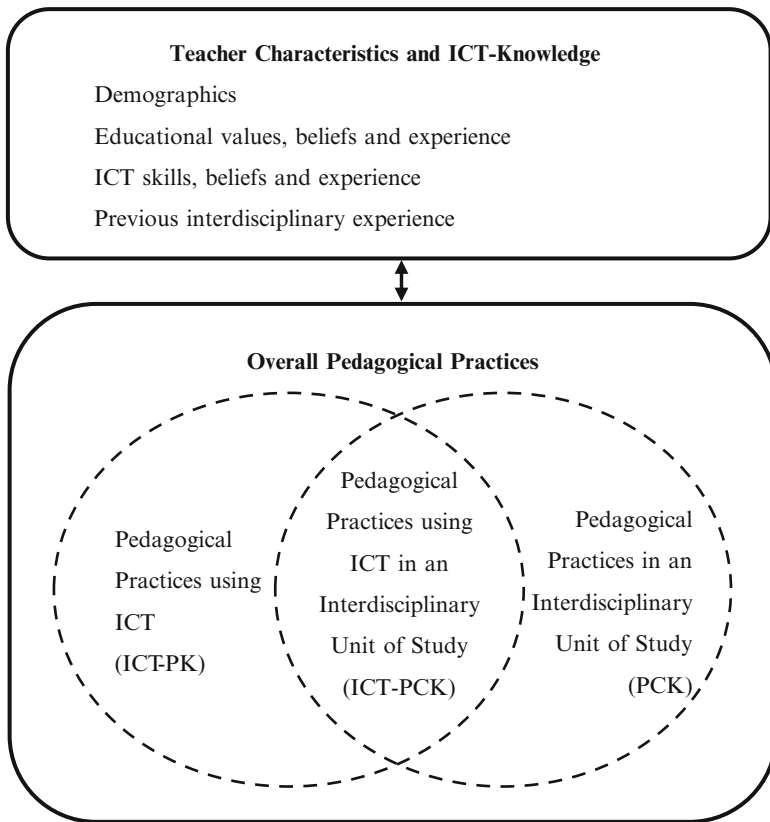 Teacher Characteristics and ICT-Knowledge
Demographics
Educational values, beliefs and experience
ICT skills, beliefs and experience
Previous interdisciplinary experience
Overall Pedagogical Practices
Pedagogical
Practices using
ICT
(ICT-PK)
Pedagogical
Practices using
ICT in an
Interdisciplinary
Unit of Study
(ICT-PCK)
Pedagogical
Practices in an
Interdisciplinary
Unit of Study
(PCK)